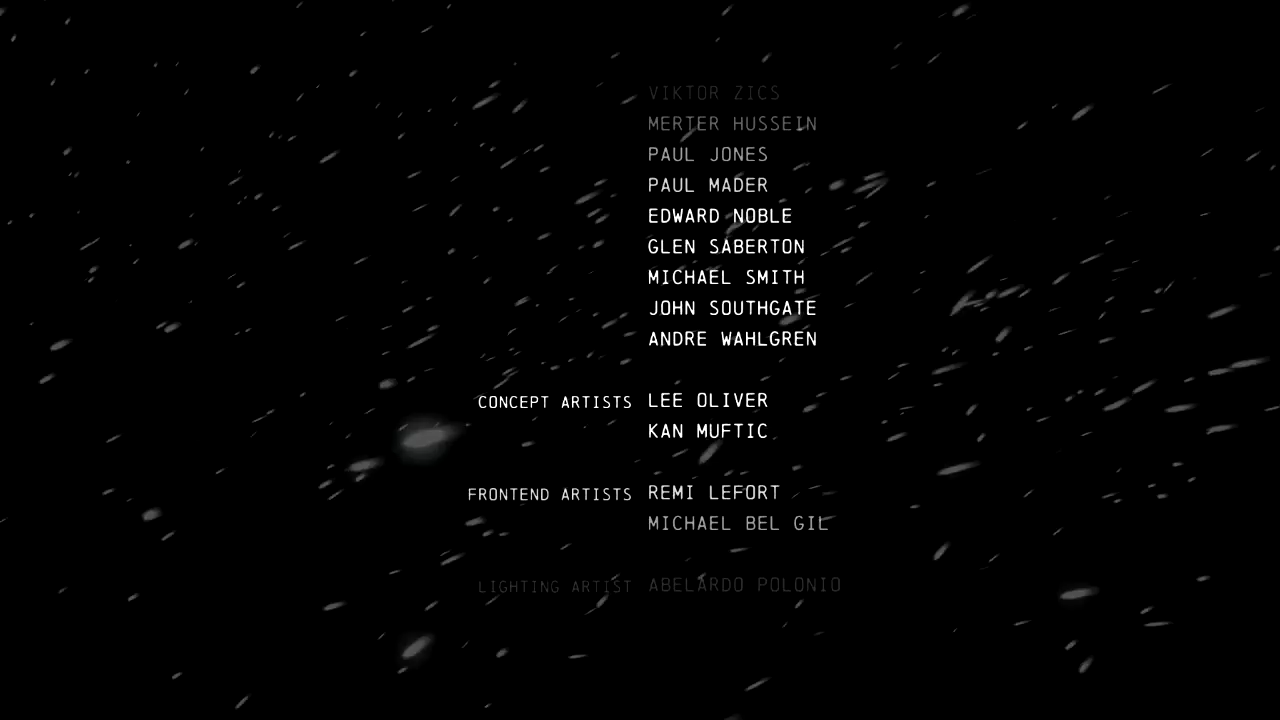 VIKTOR ZICS
MERTER HUSSEIN
PAUL JONES
PAUL MADER
EDWARD NOBLE
GLEN SABERTON
MICHAEL SMITH
JOHN SOUTHGATE
ANDRE WAHLGREN
CONCEPT ARTISTS LEE OLIVER
KAN MUFTIC
FRONTEND ARTISTS REMI LEFORT
MICHAEL BEL GIL
LIGHTING ARTIST ABELARDO POLONIO